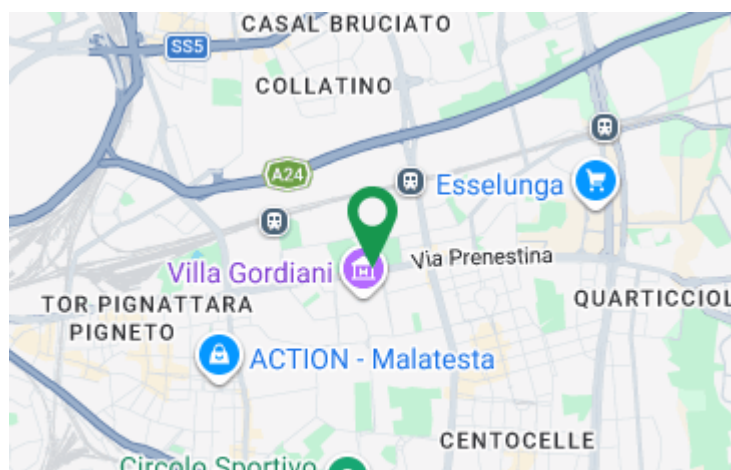 CASAL BRUCIATO
SS5
COLLATINO
A24
Esselunga
Via Prenestina
Villa Gordiani
QUARTICCIOL
TOR PIGNATTARA
PIGNETO
ACTION - Malatesta
CENTOCELLE
Circolo Sportivo